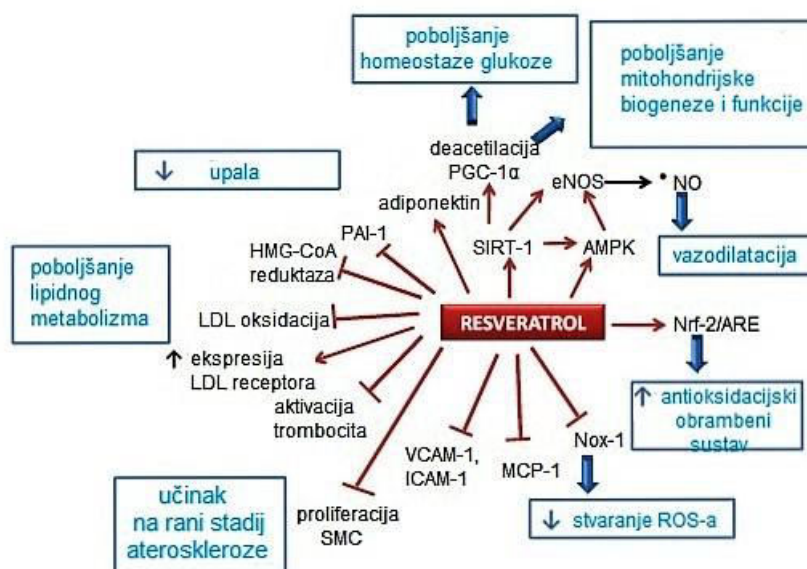 poboljšanje
homeostaze glukoze
poboljšanje
mitohondrijske
biogeneze i funkcije
deacetilacija
PGC-1α
↓ upala
adiponektin
eNOS
• NO
PAI-1
HMG-CoA
reduktaza
SIRT-1
AMPK
vazodilatacija
poboljšanje
lipidnog
metabolizma
LDL oksidacija
RESVERATROL
Nrf-2/ARE
↑ ekspresija
LDL receptora
aktivacija
trombocita
↑ antioksidacijski
obrambeni
sustav
Nox-1
VCAM-1,
ICAM-1
MCP-1
učinak
na rani stadij
ateroskleroze
proliferacija
SMC
↓ stvaranje ROS-a